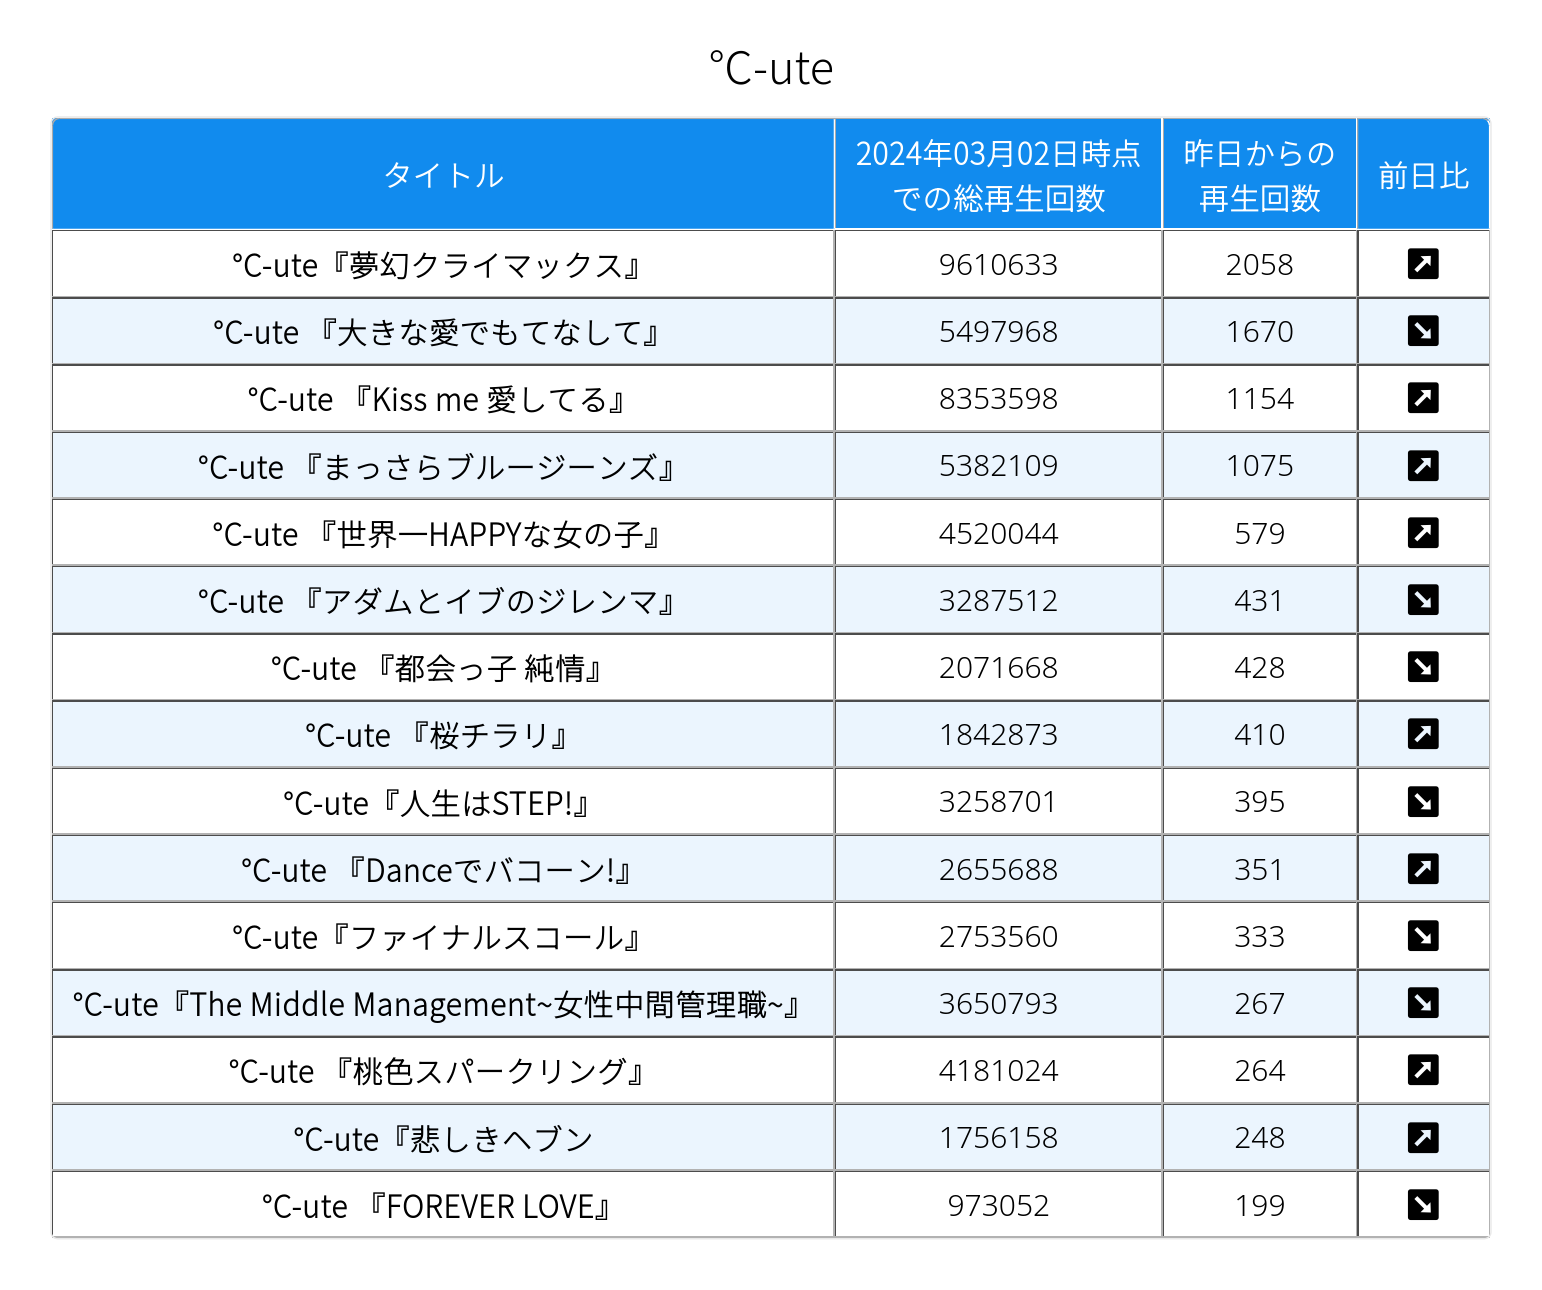 ℃-ute
タイトル
2024年03月02日時点
での総再生回数
昨日からの
再生回数
前日比
℃-ute『夢幻クライマックス』 9610633 2058 ↗
℃-ute 『大きな愛でもてなして』 5497968 1670 ↘
℃-ute 『Kiss me 愛してる』 8353598 1154 ↗
℃-ute 『まっさらブルージーンズ』 5382109 1075 ↗
℃-ute 『世界一HAPPYな女の子』 4520044 579 ↗
℃-ute 『アダムとイブのジレンマ』 3287512 431 ↘
℃-ute 『都会っ子 純情』 2071668 428 ↘
℃-ute 『桜チラリ』 1842873 410 ↗
℃-ute『人生はSTEP!』 3258701 395 ↘
℃-ute 『Danceでバコーン!』 2655688 351 ↗
℃-ute『ファイナルスコール』 2753560 333 ↘
℃-ute『The Middle Management~女性中間管理職~』 3650793 267 ↘
℃-ute 『桃色スパークリング』 4181024 264 ↗
℃-ute『悲しきヘブン 1756158 248 ↗
℃-ute 『FOREVER LOVE』 973052 199 ↘